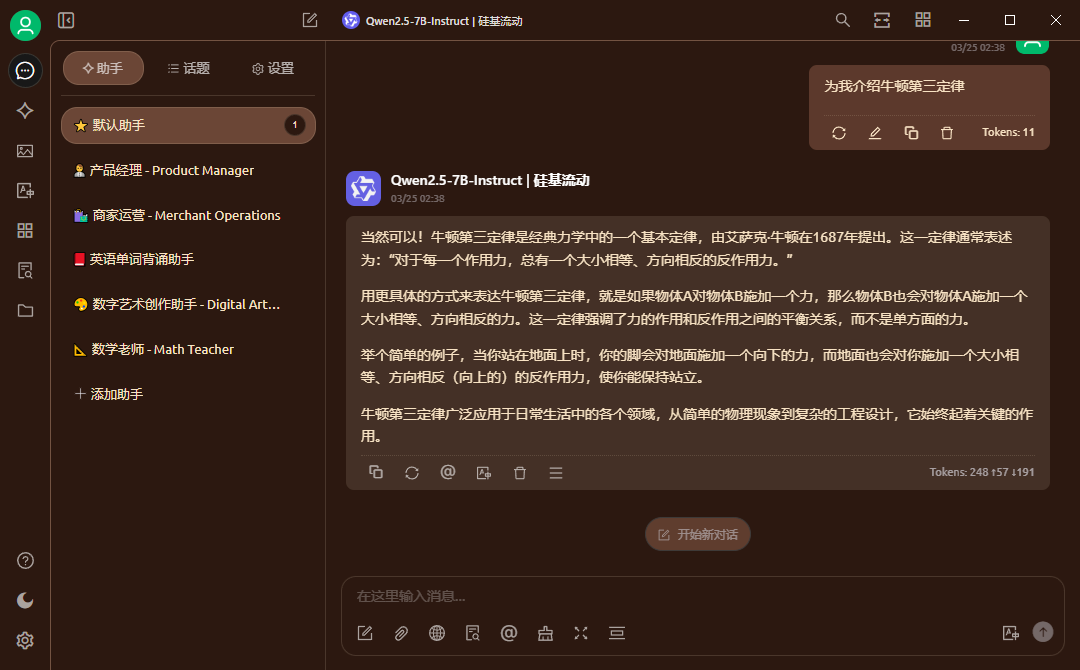 Qwen2.5-7B-Instruct | 硅基流动
助手
话题
设置
默认助手
1
产品经理 - Product Manager
商家运营 - Merchant Operations
英语单词背诵助手
数字艺术创作助手 - Digital Art...
数学老师 - Math Teacher
添加助手
03/25 02:38
为我介绍牛顿第三定律
Tokens: 11
Qwen2.5-7B-Instruct | 硅基流动
03/25 02:38
当然可以！牛顿第三定律是经典力学中的一个基本定律，由艾萨克·牛顿在1687年提出。这一定律通常表述
为：“对于每一个作用力，总有一个大小相等、方向相反的反作用力。”
用更具体的方式来表达牛顿第三定律，就是如果物体A对物体B施加一个力，那么物体B也会对物体A施加一个
大小相等、方向相反的力。这一定律强调了力的作用和反作用之间的平衡关系，而不是单方面的力。
举个简单的例子，当你站在地面上时，你的脚会对地面施加一个向下的力，而地面也会对你施加一个大小相
等、方向相反（向上的）的反作用力，使你能保持站立。
牛顿第三定律广泛应用于日常生活中的各个领域，从简单的物理现象到复杂的工程设计，它始终起着关键的作
用。
Tokens: 248 ↑57 ↓191
开始新对话
在这里输入消息...